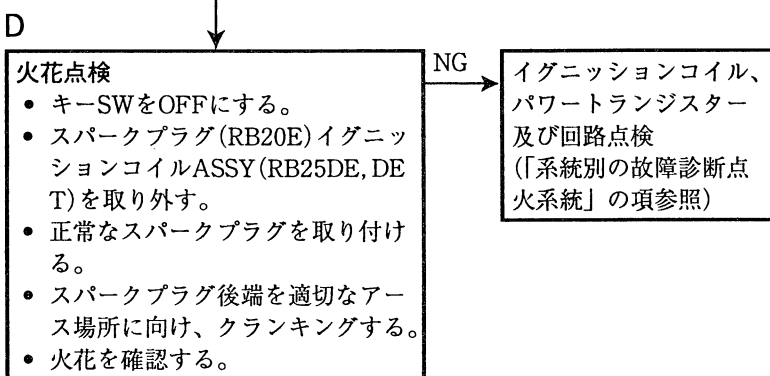 D
火花点検
• キーSWをOFFにする。
• スパークプラグ(RB20E)イグニッ
ションコイルASSY(RB25DE, DE
T)を取り外す。
• 正常なスパークプラグを取り付け
る。
• スパークプラグ後端を適切なアー
ス場所に向け、クランキングする。
• 火花を確認する。
NG
イグニッションコイル、
パワートランジスター
及び回路点検
(「系統別の故障診断点
火系統」の項参照)